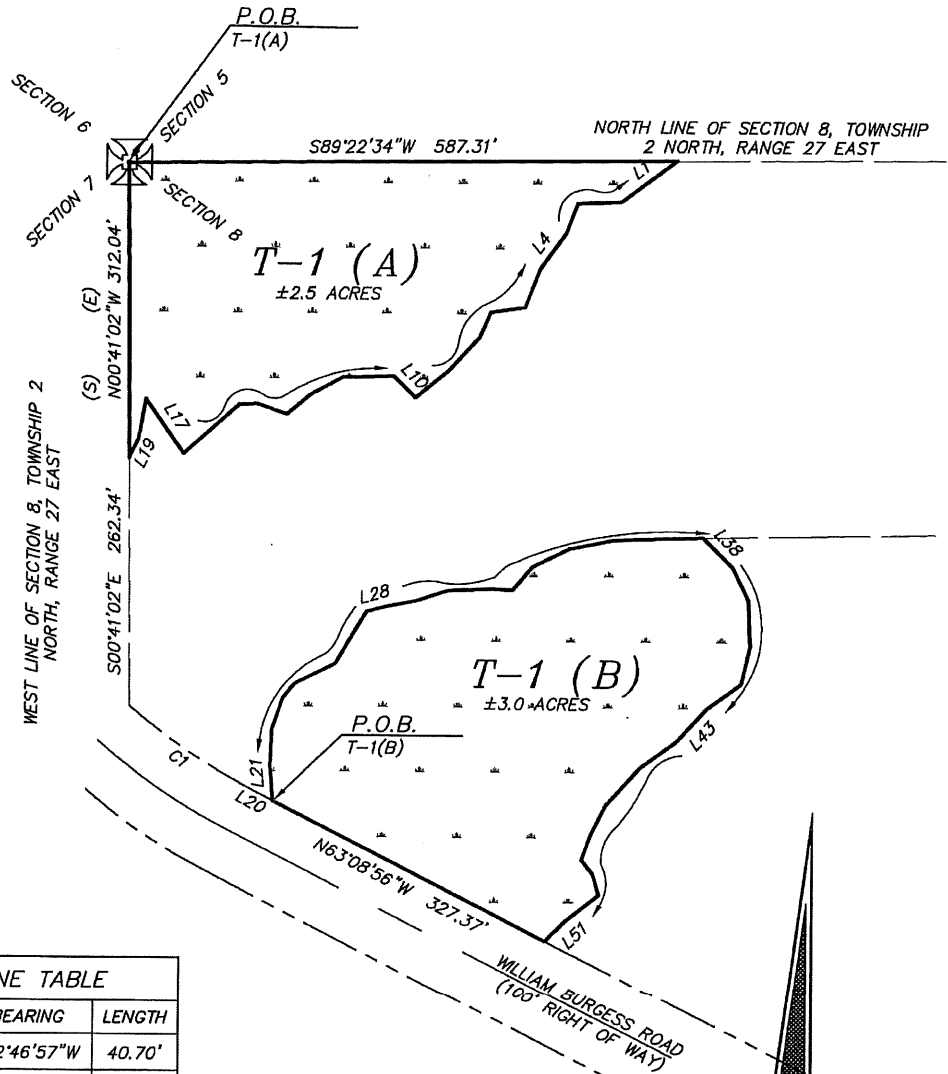 P.O.B.
T-1(A)
SECTION 6
SECTION 5
SECTION 7
SECTION 8
S89°22'34"W 587.31'
NORTH LINE OF SECTION 8, TOWNSHIP
2 NORTH, RANGE 27 EAST
L1
L4
T-1 (A)
±2.5 ACRES
L10
L17
L19
(S) (E)
N00°41'02"W 312.04'
WEST LINE OF SECTION 8, TOWNSHIP 2
NORTH, RANGE 27 EAST
S00°41'02"E 262.34'
L38
L28
T-1 (B)
±3.0 ACRES
P.O.B.
T-1(B)
L43
C1
L21
L20
N63°08'56"W 327.37'
L51
WILLIAM BURGESS ROAD
(100' RIGHT OF WAY)
NE TABLE
BEARING LENGTH
2°46'57"W 40.70'